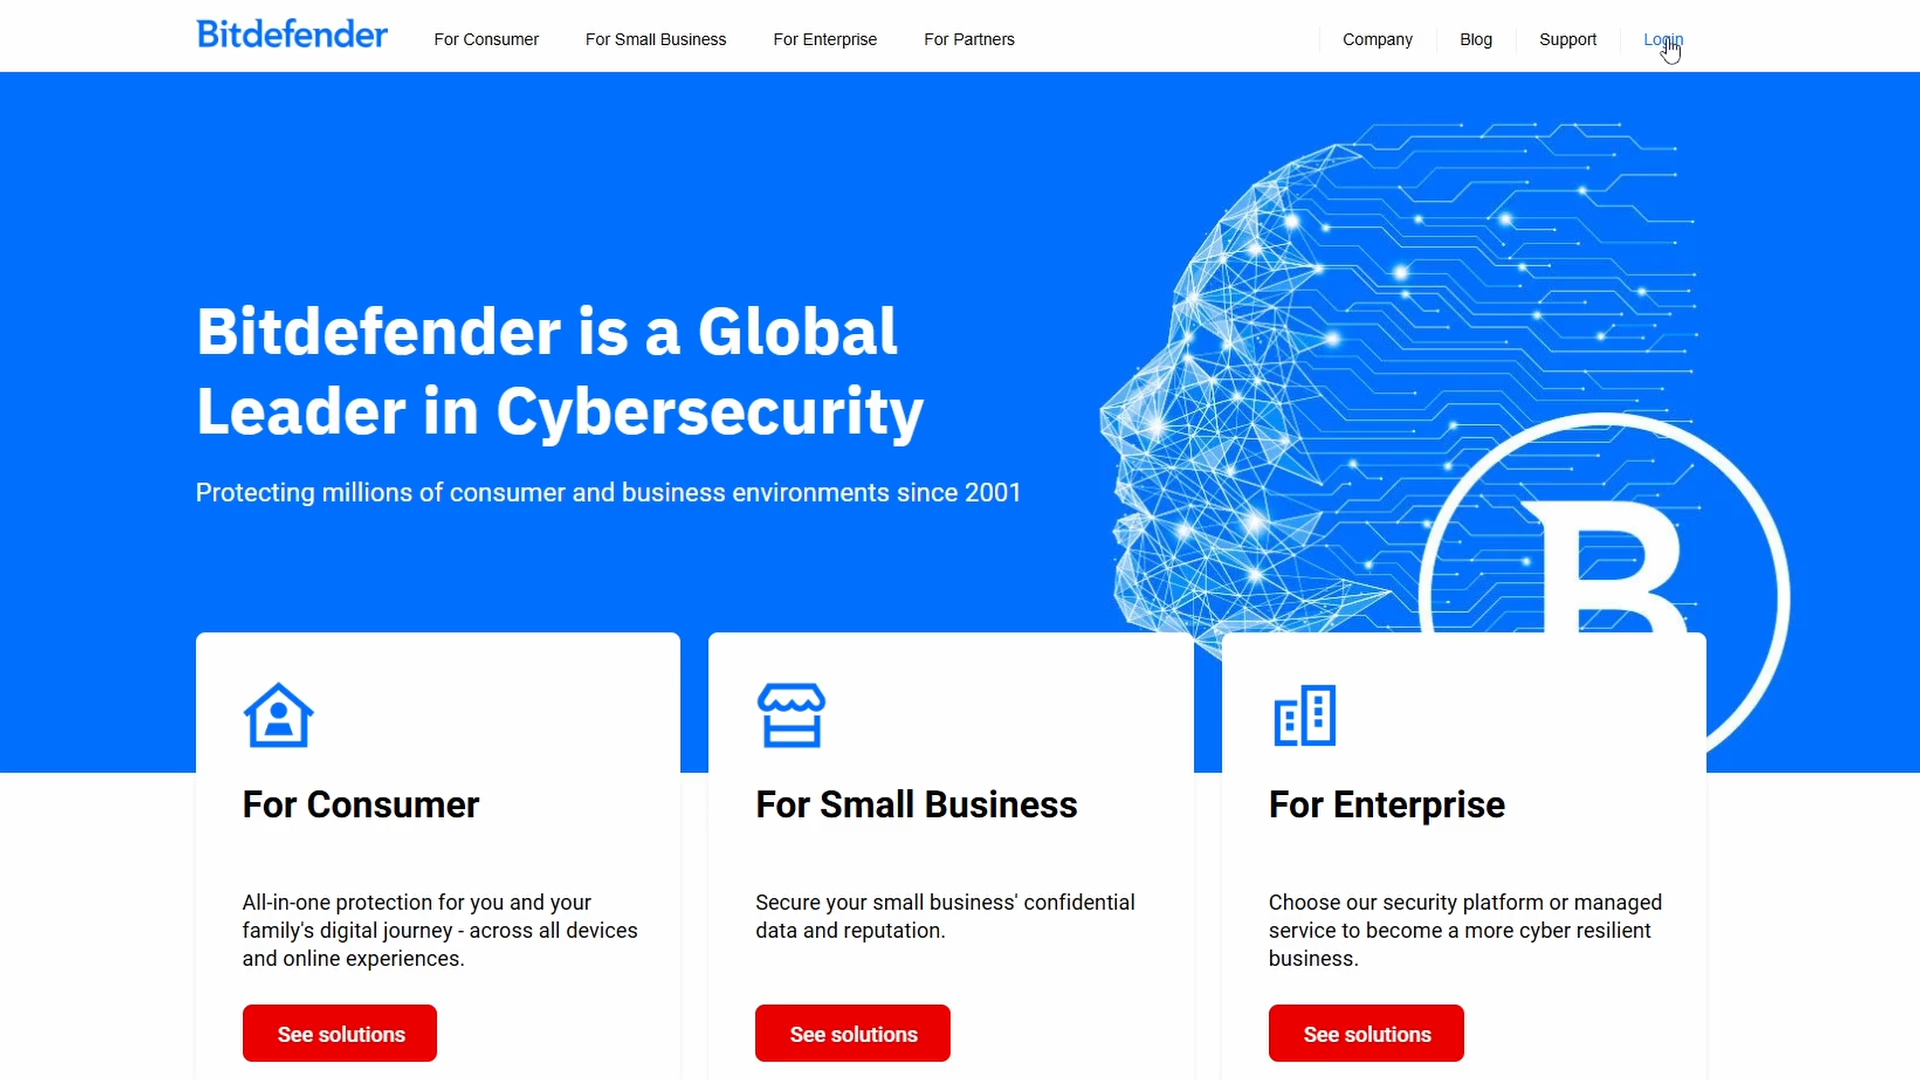 Bitdefender
For Consumer
For Small Business
For Enterprise
For Partners
Company
Blog
Support
Login
Bitdefender is a Global
Leader in Cybersecurity
Protecting millions of consumer and business environments since 2001
B
For Consumer
All-in-one protection for you and your
family's digital journey - across all devices
and online experiences.
See solutions
For Small Business
Secure your small business' confidential
data and reputation.
See solutions
For Enterprise
Choose our security platform or managed
service to become a more cyber resilient
business.
See solutions